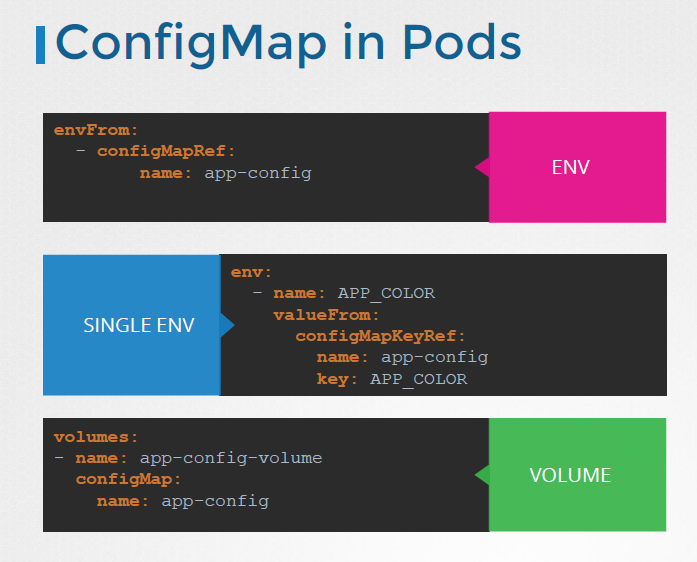 ConfigMap in Pods
envFrom:
  - configMapRef:
        name: app-config
ENV
SINGLE ENV
env:
  - name: APP_COLOR
    valueFrom:
      configMapKeyRef:
        name: app-config
        key: APP_COLOR
volumes:
- name: app-config-volume
  configMap:
    name: app-config
VOLUME